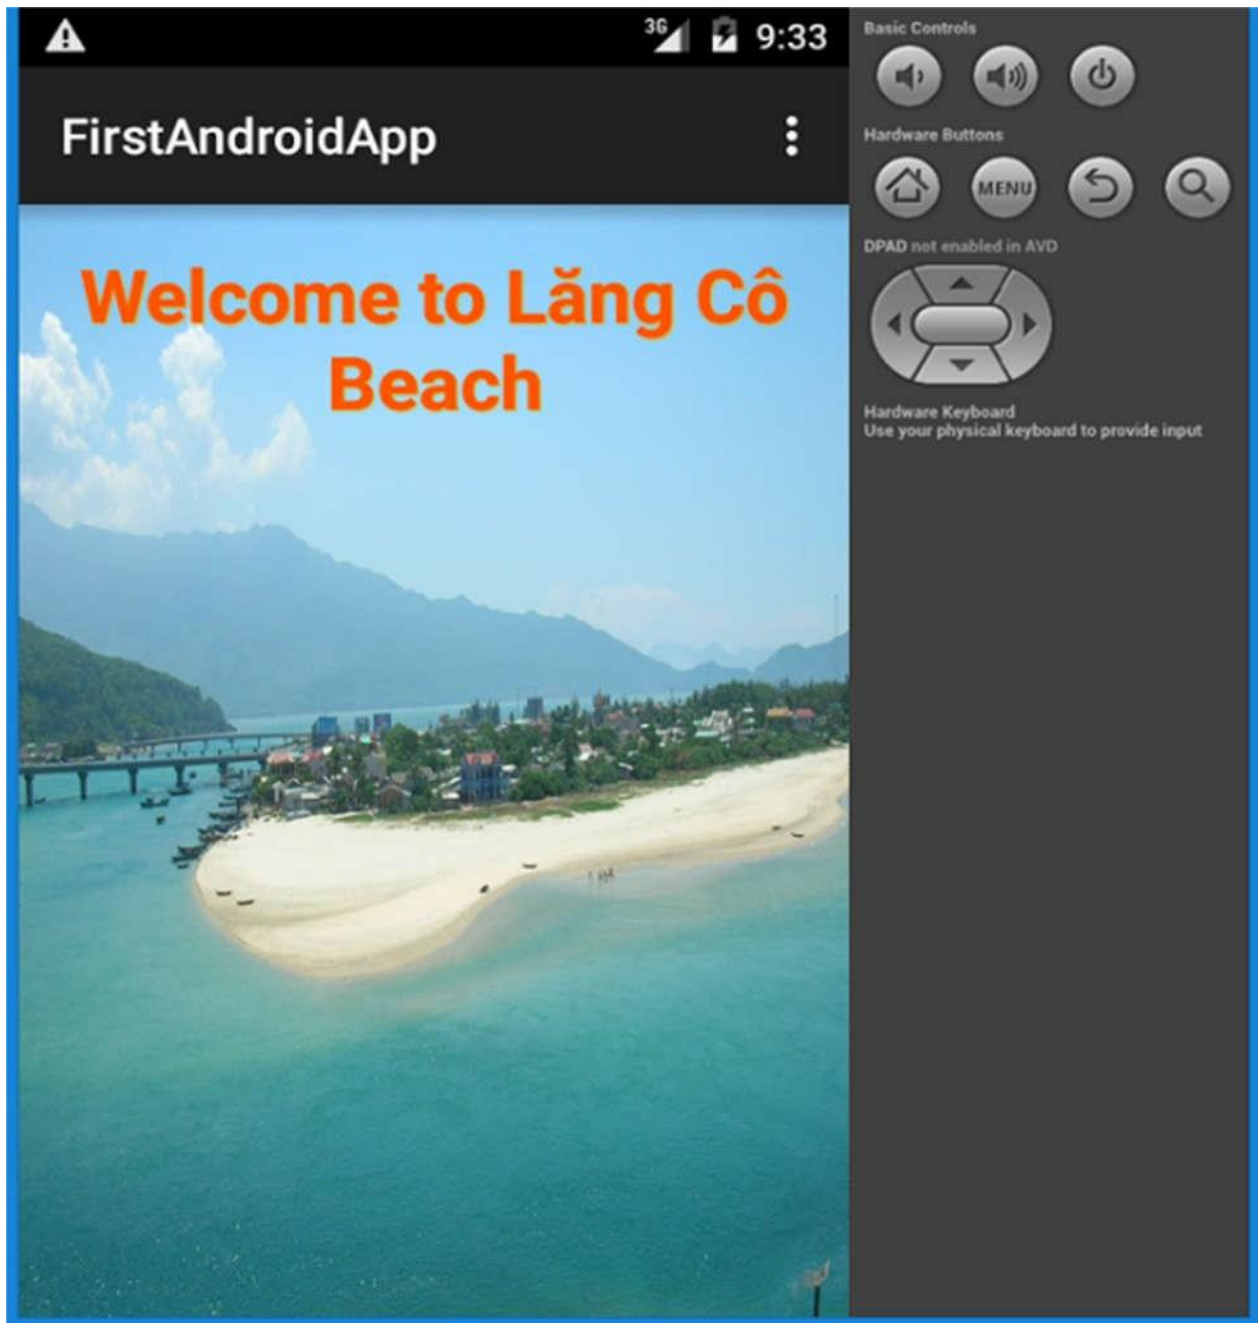 3G 9:33
FirstAndroidApp
Welcome to Lăng Cô
Beach
Basic Controls
Hardware Buttons
MENU
DPAD not enabled in AVD
Hardware Keyboard
Use your physical keyboard to provide input